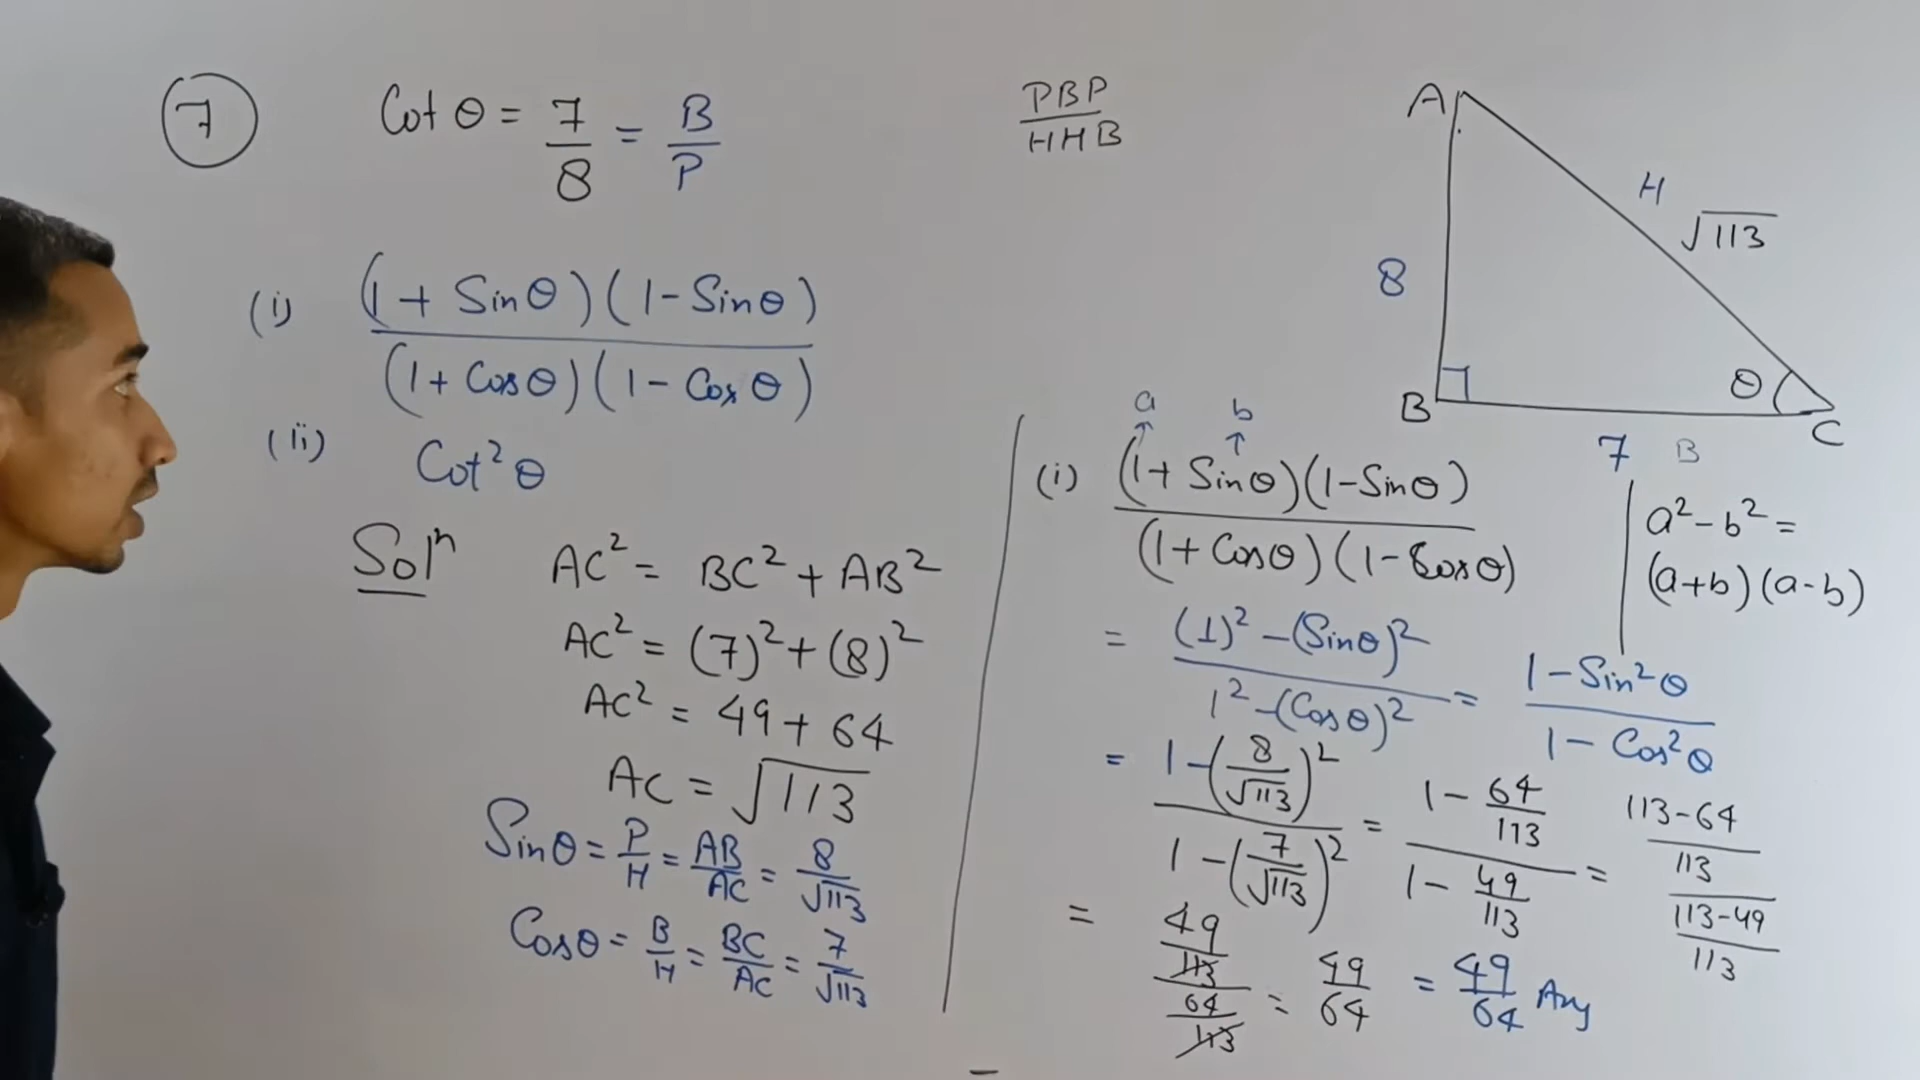 7
Cot θ = 7/8 = B/P
PBP/HHB
(i) (1 + Sinθ)(1 - Sinθ) / (1 + Cosθ)(1 - Cosθ)
(ii) Cot² θ
Solⁿ
AC² = BC² + AB²
AC² = (7)² + (8)²
AC² = 49 + 64
AC = √113
Sinθ = P/H = AB/AC = 8/√113
Cosθ = B/H = BC/AC = 7/√113
A
H
√113
8
B
θ
C
7 B
a b
(i) (1 + Sinθ)(1 - Sinθ) / (1 + Cosθ)(1 - Cosθ)
a² - b² =
(a+b)(a-b)
= (1)² - (Sinθ)² / 1² - (Cosθ)² = 1 - Sin² θ / 1 - Cos² θ
= 1 - (8/√113)² / 1 - (7/√113)² = 1 - 64/113 / 1 - 49/113 = 113-64/113 / 113-49/113
= 49/113 / 64/113 = 49/64 = 49/64 Ans